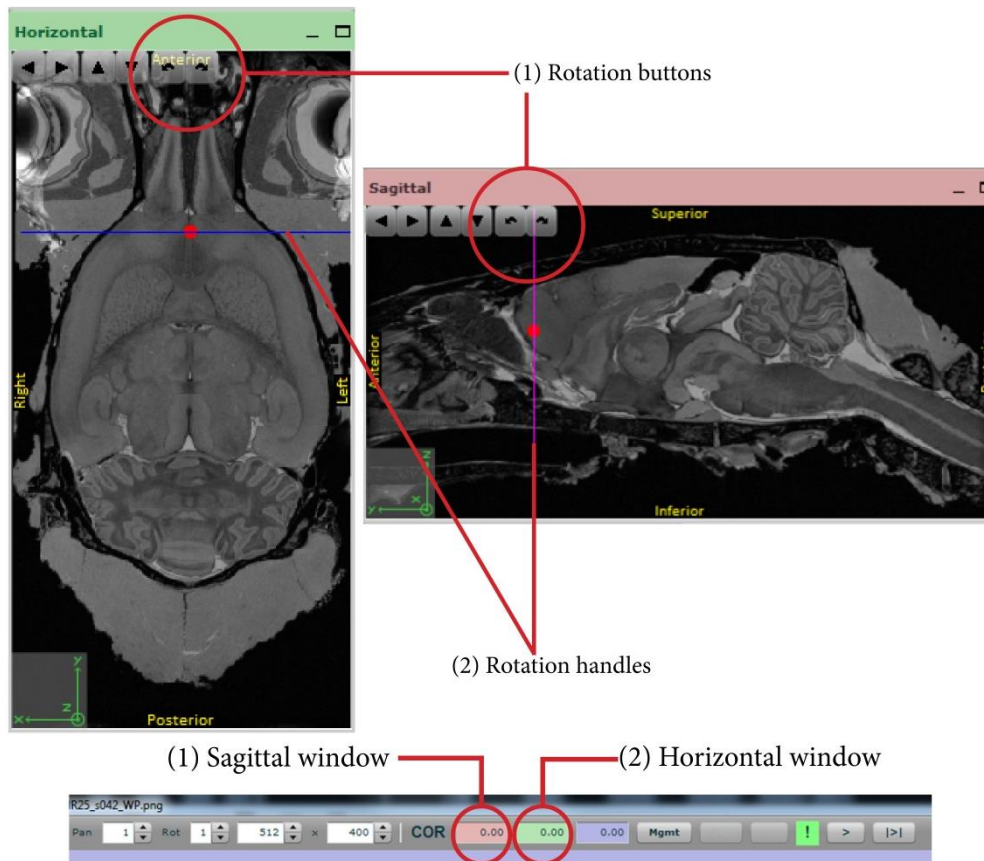 Horizontal
Anterior
(1) Rotation buttons
Sagittal
Superior
Right
Left
Anterior
z
y x
Inferior
(2) Rotation handles
y
z
x
Posterior
(1) Sagittal window
(2) Horizontal window
R25_s042_WP.png
Pan 1 Rot 1 512 x 400 COR 0.00 0.00 0.00 Mgmt ! > |>|